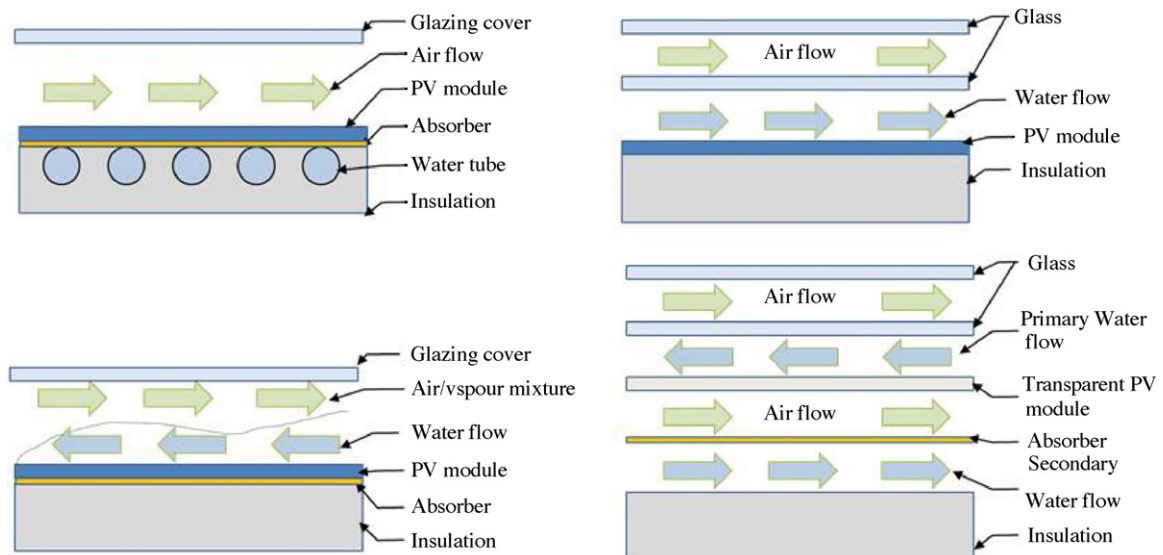 Glazing cover
Air flow
PV module
Absorber
Water tube
Insulation
Glass
Air flow
Water flow
PV module
Insulation
Glazing cover
Air/vspour mixture
Water flow
PV module
Absorber
Insulation
Glass
Air flow
Primary Water
flow
Transparent PV
module
Air flow
Absorber
Secondary
Water flow
Insulation